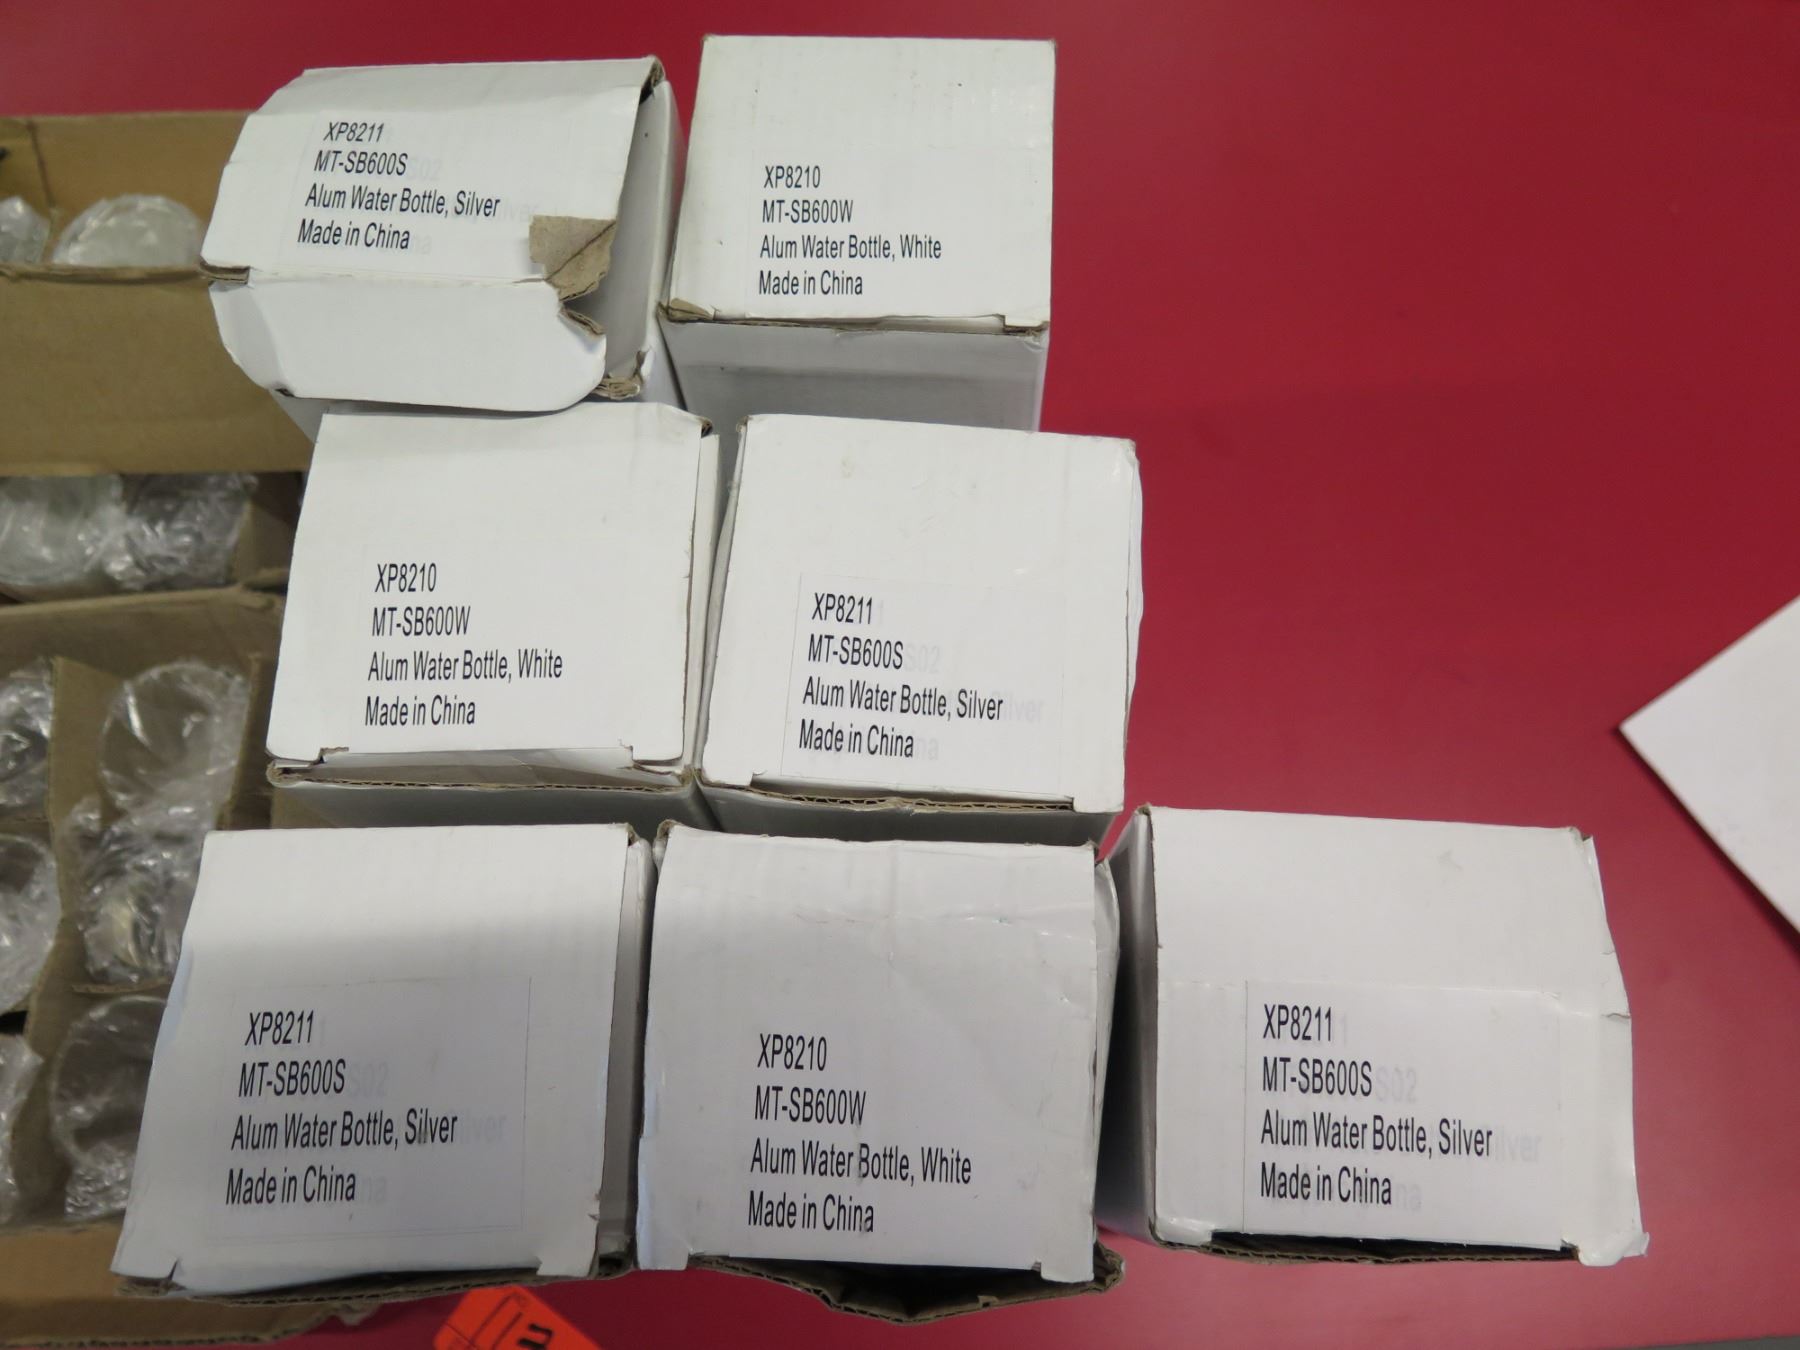 XP8211
MT-SB600S
Alum Water Bottle, Silver
Made in China
XP8210
MT-SB600W
Alum Water Bottle, White
Made in China
XP8210
MT-SB600W
Alum Water Bottle, White
Made in China
XP8211
MT-SB600S
Alum Water Bottle, Silver
Made in China
XP8211
MT-SB600S
Alum Water Bottle, Silver
Made in China
XP8210
MT-SB600W
Alum Water Bottle, White
Made in China
XP8211
MT-SB600S
Alum Water Bottle, Silver
Made in China